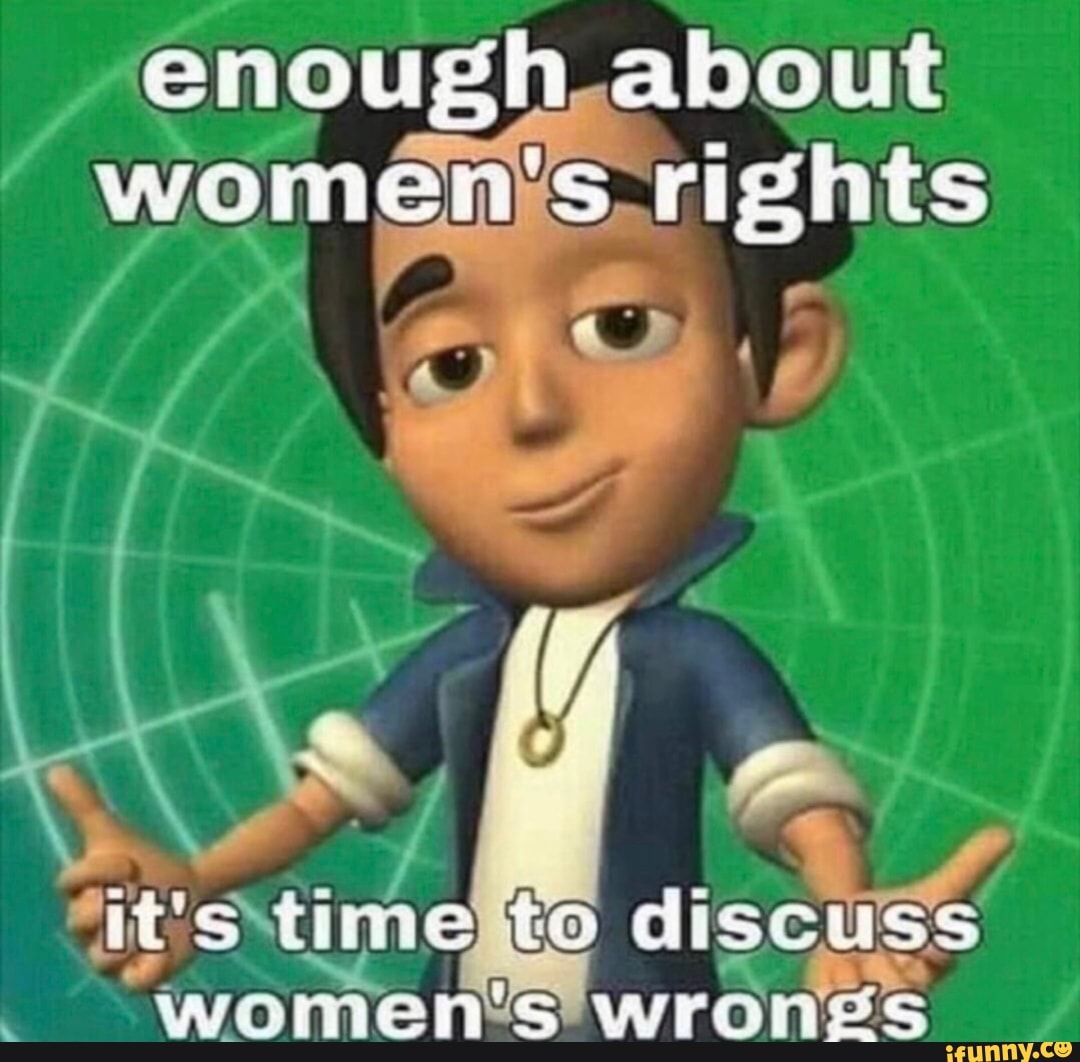 enough about
women's rights
it's time to discuss
women's wrongs
ifunny.co